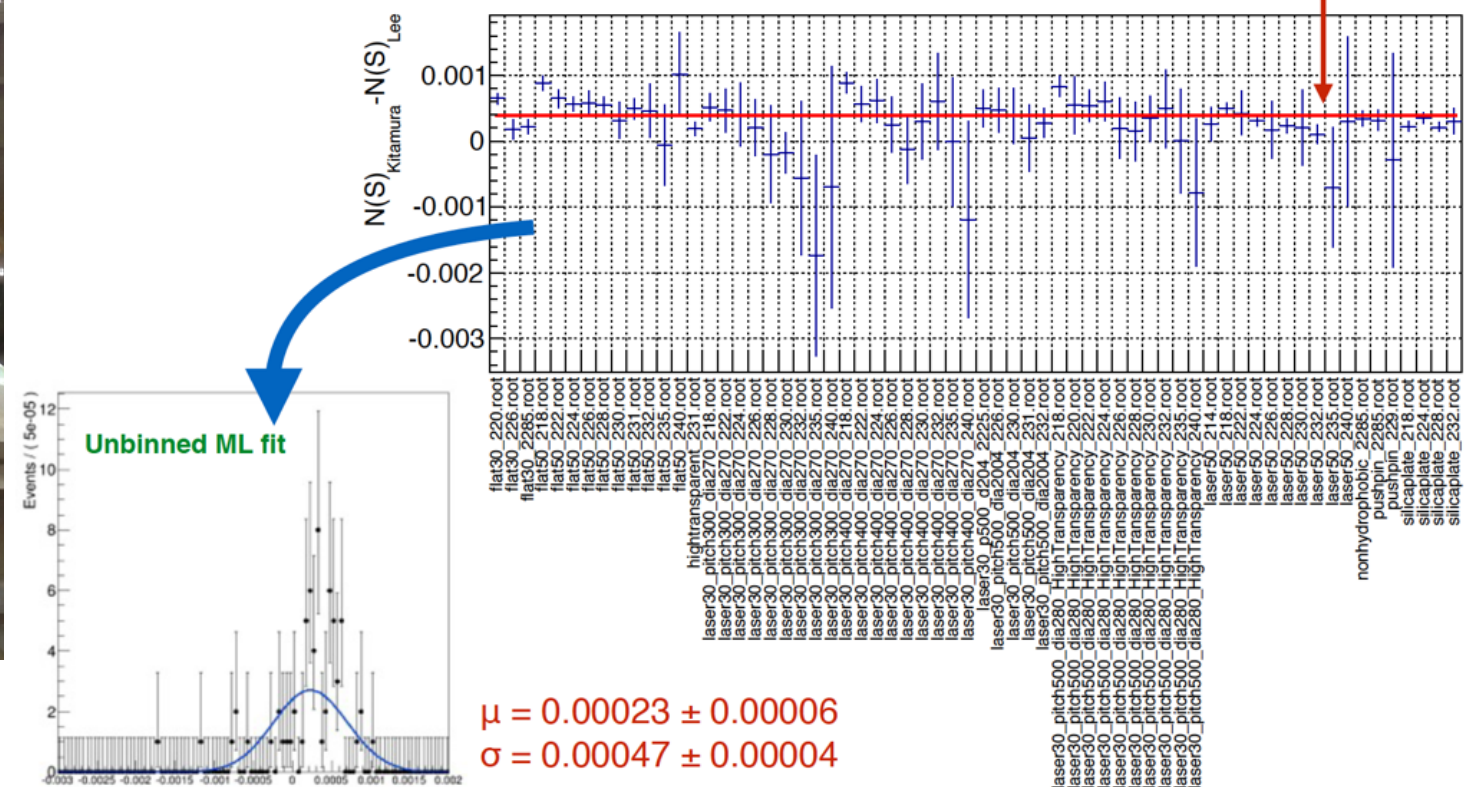 N(S)Kitamura -N(S)Lee
0.001
0
-0.001
-0.002
-0.003
flat30_220.root
flat30_226.root
flat30_2285.root
flat50_218.root
flat50_222.root
flat50_224.root
flat50_226.root
flat50_228.root
flat50_230.root
flat50_231.root
flat50_232.root
flat50_235.root
flat50_240.root
hightransparent_231.root
laser30_pitch300_dia270_218.root
laser30_pitch300_dia270_222.root
laser30_pitch300_dia270_224.root
laser30_pitch300_dia270_226.root
laser30_pitch300_dia270_228.root
laser30_pitch300_dia270_230.root
laser30_pitch300_dia270_232.root
laser30_pitch300_dia270_235.root
laser30_pitch300_dia270_240.root
laser30_pitch400_dia270_218.root
laser30_pitch400_dia270_222.root
laser30_pitch400_dia270_224.root
laser30_pitch400_dia270_226.root
laser30_pitch400_dia270_228.root
laser30_pitch400_dia270_230.root
laser30_pitch400_dia270_232.root
laser30_pitch400_dia270_235.root
laser30_pitch400_dia270_240.root
laser30_p500_d204_2225.root
laser30_pitch500_dia2004_226.root
laser30_pitch500_dia204_230.root
laser30_pitch500_dia204_231.root
laser30_pitch500_dia2004_232.root
laser30_pitch500_dia280_HighTransparency_218.root
laser30_pitch500_dia280_HighTransparency_220.root
laser30_pitch500_dia280_HighTransparency_222.root
laser30_pitch500_dia280_HighTransparency_224.root
laser30_pitch500_dia280_HighTransparency_226.root
laser30_pitch500_dia280_HighTransparency_228.root
laser30_pitch500_dia280_HighTransparency_230.root
laser30_pitch500_dia280_HighTransparency_232.root
laser30_pitch500_dia280_HighTransparency_235.root
laser30_pitch500_dia280_HighTransparency_240.root
laser50_214.root
laser50_218.root
laser50_222.root
laser50_224.root
laser50_226.root
laser50_228.root
laser50_230.root
laser50_232.root
laser50_235.root
laser50_240.root
nonhydrophobic_2285.root
pushpin_2285.root
pushpin_229.root
silicaplate_218.root
silicaplate_224.root
silicaplate_228.root
silicaplate_232.root
Events / ( 5e-05 )
12
10
8
6
4
2
0
Unbinned ML fit
-0.003 -0.0025 -0.002 -0.0015 -0.001 -0.0005 0 0.0005 0.001 0.0015 0.002
μ = 0.00023 ± 0.00006
σ = 0.00047 ± 0.00004